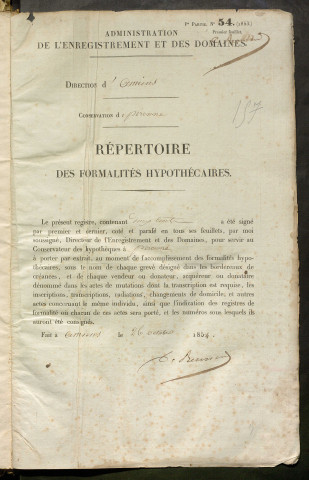 1re PARTIE. N° 54. (1853)
Premier feuillet.
ADMINISTRATION
DE L'ENREGISTREMENT ET DES DOMAINES.
DIRECTION d' Amiens
CONSERVATION de Péronne
157
RÉPERTOIRE
DES FORMALITÉS HYPOTHÉCAIRES.
Le présent registre, contenant a été signé
par premier et dernier, coté et parafé en tous ses feuillets, par moi
soussigné, Directeur de l'Enregistrement et des Domaines, pour servir au
Conservateur des hypothèques à Péronne
à porter par extrait, au moment de l'accomplissement des formalités hypo-
thécaires, sous le nom de chaque grevé désigné dans les bordereaux de
créances, et de chaque vendeur ou donateur, acquéreur ou donataire
dénommé dans les actes de mutations dont la transcription est requise, les
inscriptions, transcriptions, radiations, changements de domicile, et autres
actes concernant le même individu, ainsi que l'indication des registres de
formalité où chacun de ces actes sera porté, et les numéros sous lesquels ils
auront été consignés.
Fait à Amiens le 26 1854